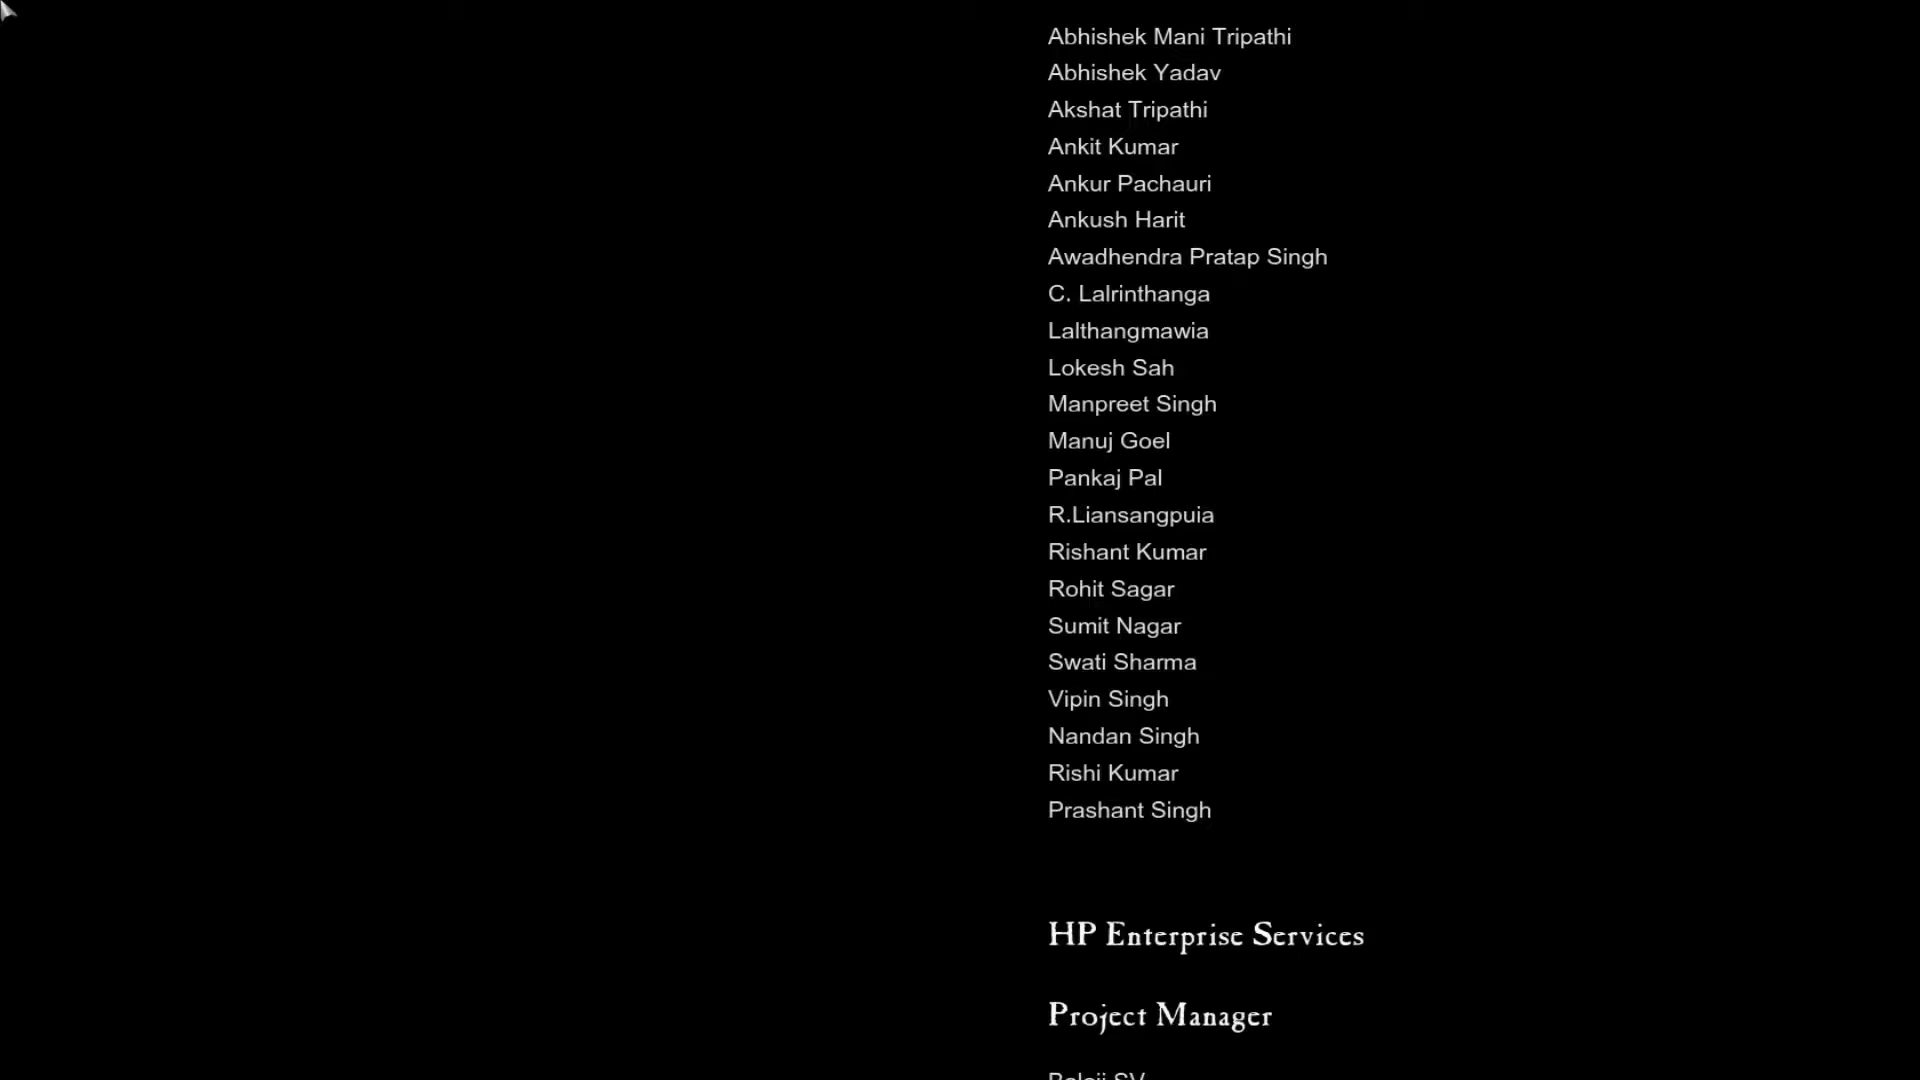 Abhishek Mani Tripathi
Abhishek Yadav
Akshat Tripathi
Ankit Kumar
Ankur Pachauri
Ankush Harit
Awadhendra Pratap Singh
C. Lalrinthanga
Lalthangmawia
Lokesh Sah
Manpreet Singh
Manuj Goel
Pankaj Pal
R.Liansangpuia
Rishant Kumar
Rohit Sagar
Sumit Nagar
Swati Sharma
Vipin Singh
Nandan Singh
Rishi Kumar
Prashant Singh
HP Enterprise Services
Project Manager